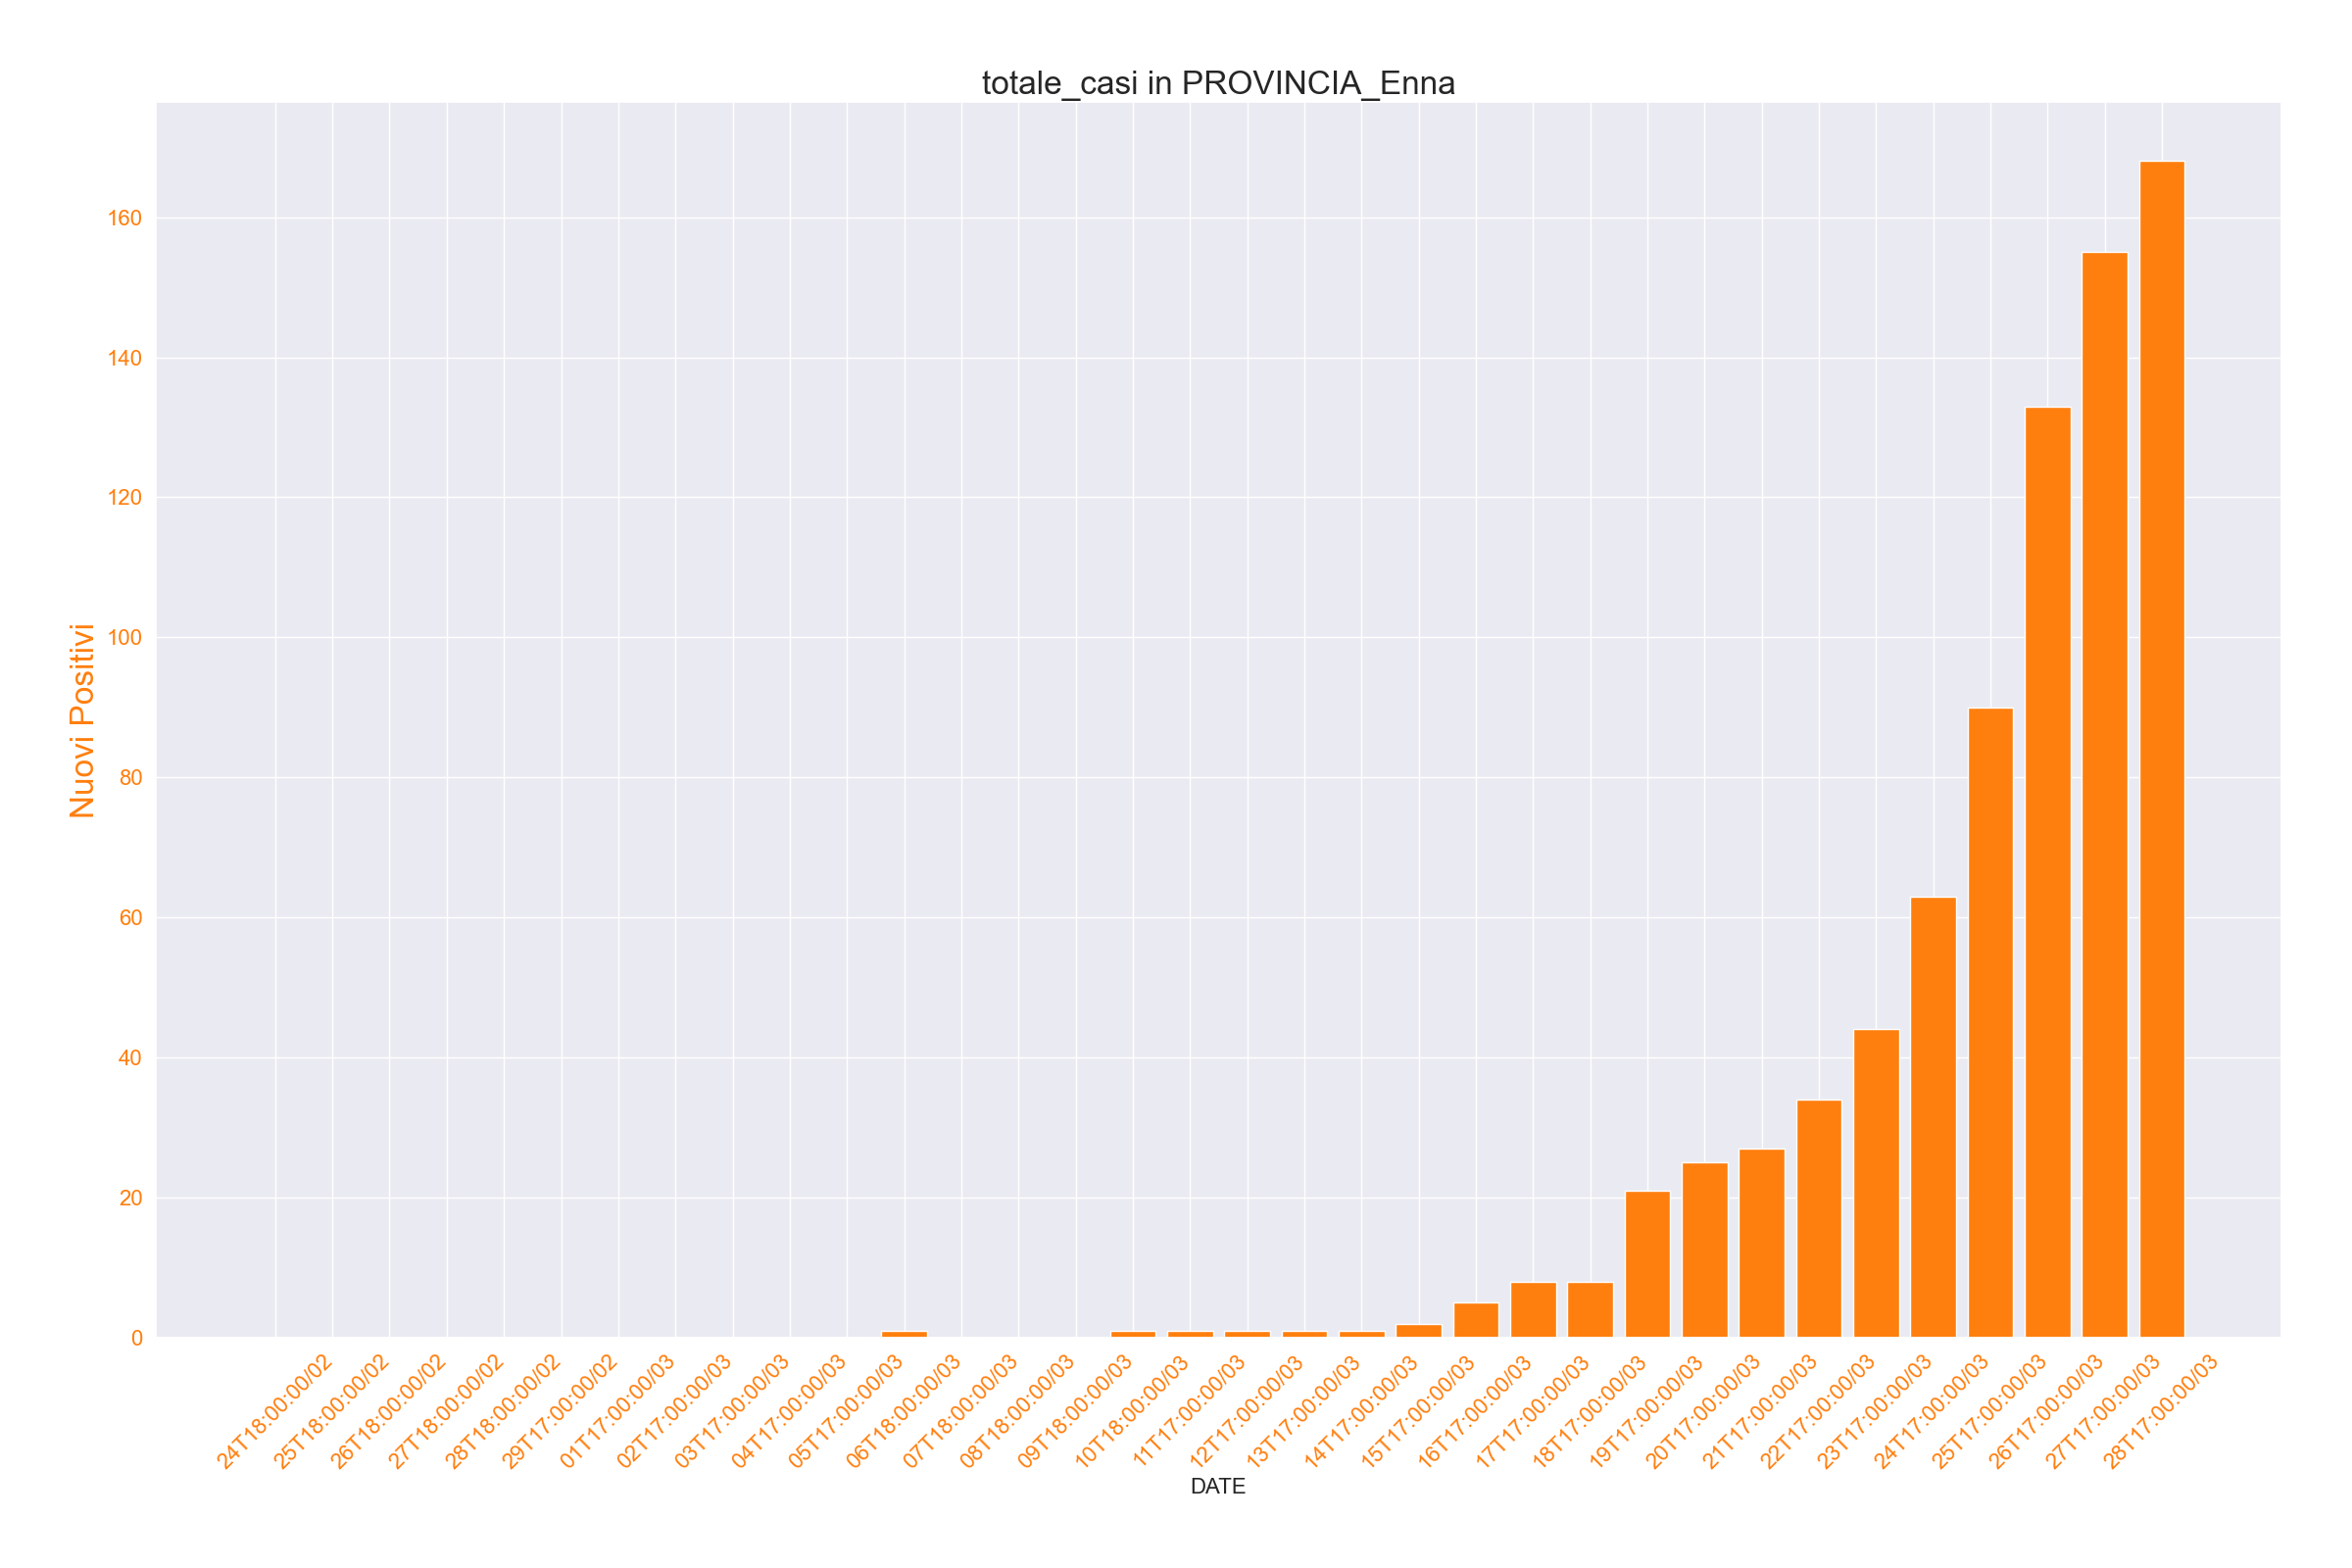 totale_casi in PROVINCIA_Enna
Nuovi Positivi
160
140
120
100
80
60
40
20
0
24T18:00:00/02
25T18:00:00/02
26T18:00:00/02
27T18:00:00/02
28T18:00:00/02
29T17:00:00/02
01T17:00:00/03
02T17:00:00/03
03T17:00:00/03
04T17:00:00/03
05T17:00:00/03
06T18:00:00/03
07T18:00:00/03
08T18:00:00/03
09T18:00:00/03
10T18:00:00/03
11T17:00:00/03
12T17:00:00/03
13T17:00:00/03
14T17:00:00/03
15T17:00:00/03
16T17:00:00/03
17T17:00:00/03
18T17:00:00/03
19T17:00:00/03
20T17:00:00/03
21T17:00:00/03
22T17:00:00/03
23T17:00:00/03
24T17:00:00/03
25T17:00:00/03
26T17:00:00/03
27T17:00:00/03
28T17:00:00/03
DATE